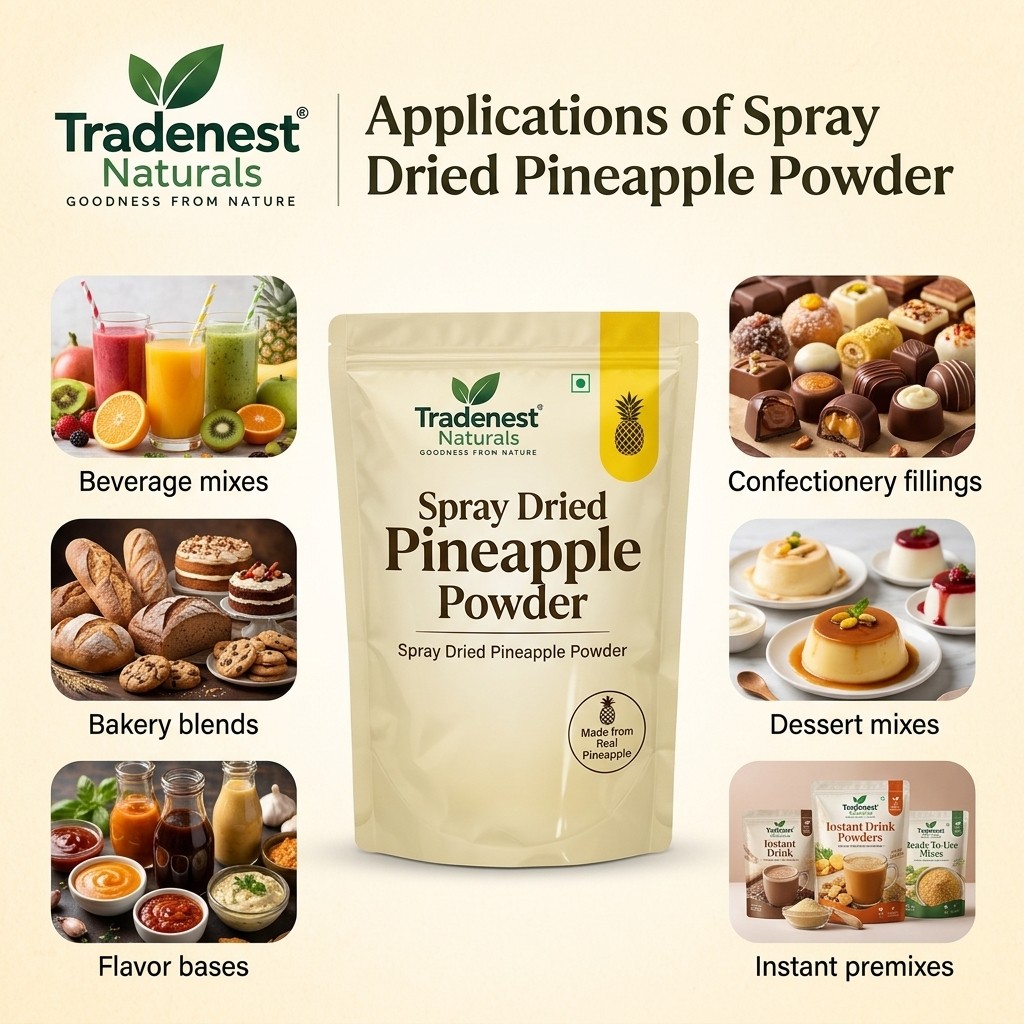 Tradenest®
Naturals
GOODNESS FROM NATURE
Applications of Spray
Dried Pineapple Powder
Beverage mixes
Bakery blends
Flavor bases
Tradenest®
Naturals
GOODNESS FROM NATURE
Spray Dried
Pineapple
Powder
Spray Dried Pineapple Powder
Made from
Real
Pineapple
Confectionery fillings
Dessert mixes
Iostant
Drink
Iostant Drink
Powders
Ready To-Uee
Mises
Instant premixes